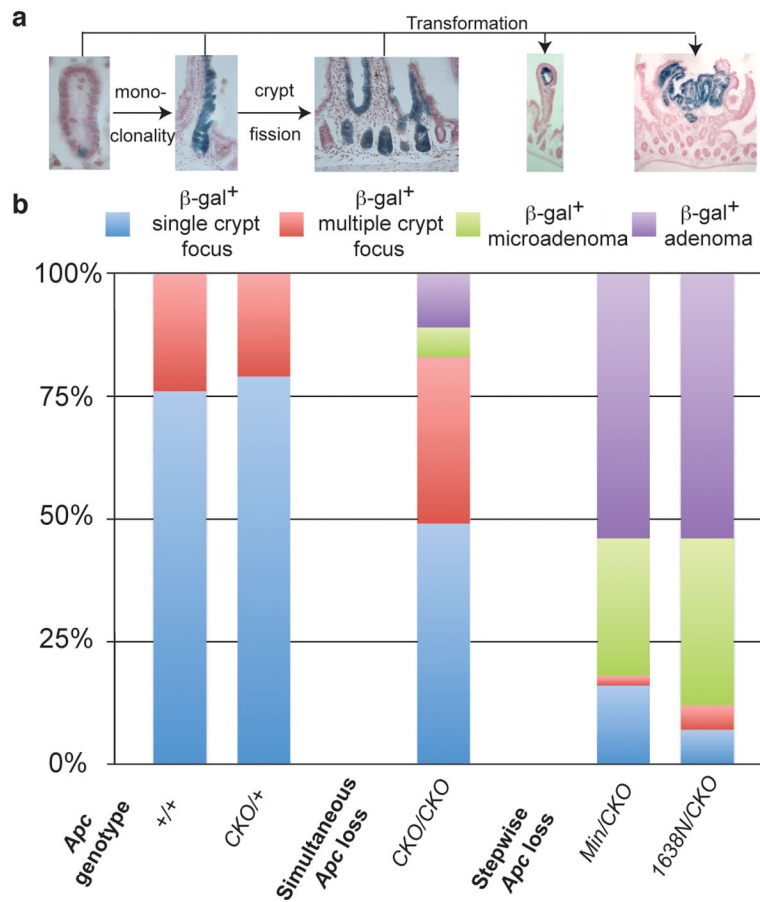 a
Transformation
mono-
clonality
crypt
fission
b
β-gal+
single crypt
focus
β-gal+
multiple crypt
focus
β-gal+
microadenoma
β-gal+
adenoma
100%
75%
50%
25%
0%
Apc
genotype
+/+
CKO/+
Simultaneous
Apc loss
CKO/CKO
Stepwise
Apc loss
Min/CKO
1638N/CKO